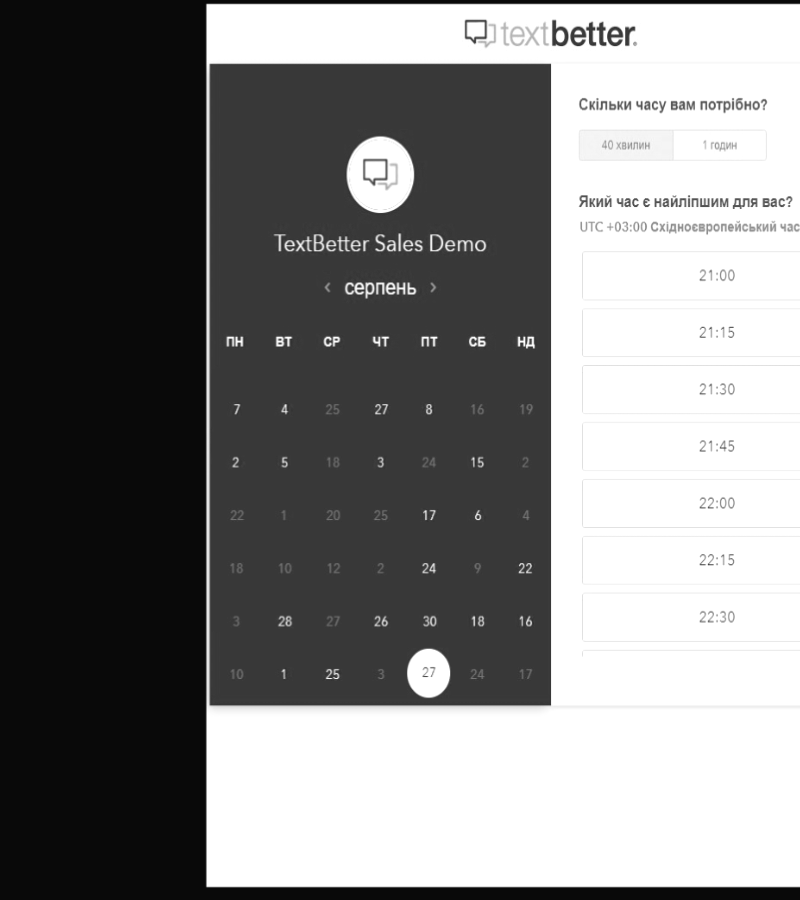 textbetter.
TextBetter Sales Demo
‹ серпень ›
ПН ВТ СР ЧТ ПТ СБ НД
7 4 25 27 8 16 19
2 5 18 3 24 15 2
22 1 20 25 17 6 4
18 10 12 2 24 9 22
3 28 27 26 30 18 16
10 1 25 3 27 24 17
Скільки часу вам потрібно?
40 хвилин 1 годин
Який час є найліпшим для вас?
UTC +03:00 Східноєвропейський час
21:00
21:15
21:30
21:45
22:00
22:15
22:30